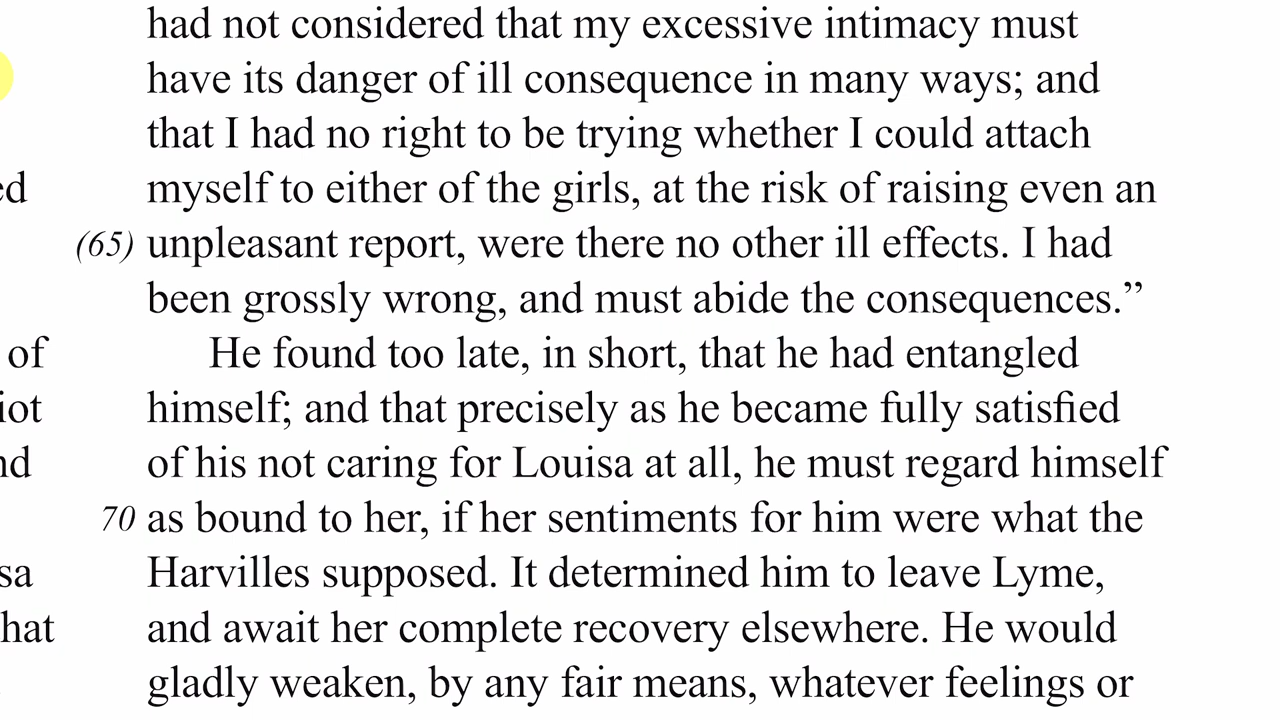 had not considered that my excessive intimacy must
have its danger of ill consequence in many ways; and
that I had no right to be trying whether I could attach
ed
myself to either of the girls, at the risk of raising even an
(65) unpleasant report, were there no other ill effects. I had
been grossly wrong, and must abide the consequences.”
of
He found too late, in short, that he had entangled
iot
himself; and that precisely as he became fully satisfied
nd
of his not caring for Louisa at all, he must regard himself
70 as bound to her, if her sentiments for him were what the
sa
Harvilles supposed. It determined him to leave Lyme,
hat
and await her complete recovery elsewhere. He would
gladly weaken, by any fair means, whatever feelings or